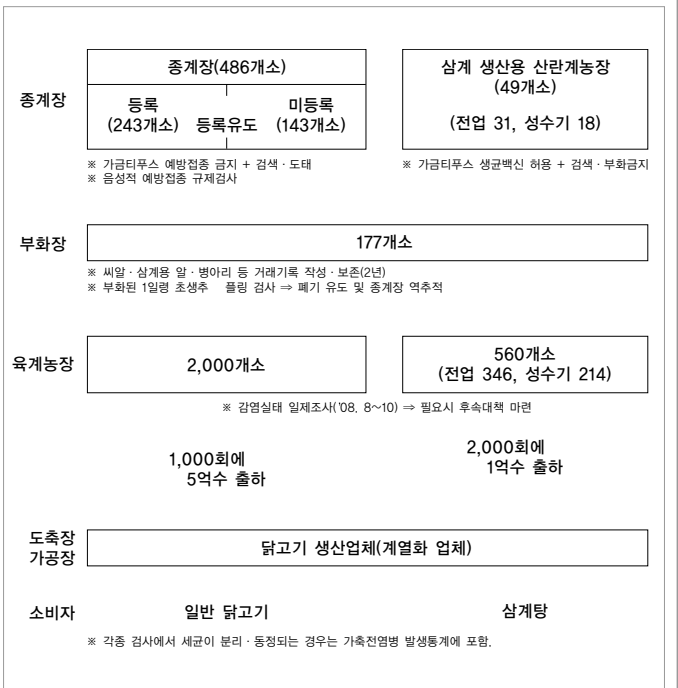 종계장(486개소)
삼계 생산용 산란계농장
(49개소)
종계장
등록
(243개소)
등록유도
미등록
(143개소)
(전업 31, 성수기 18)
※ 가금티푸스 예방접종 금지 + 검색 · 도태
※ 음성적 예방접종 규제검사
※ 가금티푸스 생균백신 허용 + 검색 · 부화금지
부화장
177개소
※ 씨알 · 삼계용 알 · 병아리 등 거래기록 작성 · 보존(2년)
※ 부화된 1일령 초생추 플링 검사 ⇒ 폐기 유도 및 종계장 역추적
육계농장
2,000개소
560개소
(전업 346, 성수기 214)
※ 감염실태 일제조사('08. 8~10) ⇒ 필요시 후속대책 마련
1,000회에
5억수 출하
2,000회에
1억수 출하
도축장
가공장
닭고기 생산업체(계열화 업체)
소비자
일반 닭고기
삼계탕
※ 각종 검사에서 세균이 분리 · 동정되는 경우는 가축전염병 발생통계에 포함.